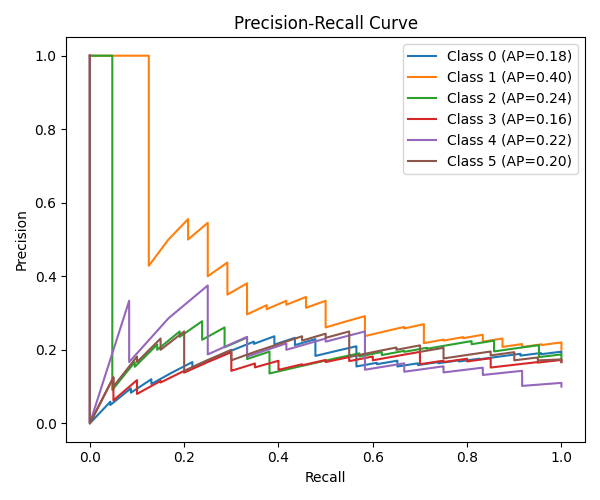 Precision-Recall Curve
Class 0 (AP=0.18)
Class 1 (AP=0.40)
Class 2 (AP=0.24)
Class 3 (AP=0.16)
Class 4 (AP=0.22)
Class 5 (AP=0.20)
Precision
1.0
0.8
0.6
0.4
0.2
0.0
0.0 0.2 0.4 0.6 0.8 1.0
Recall